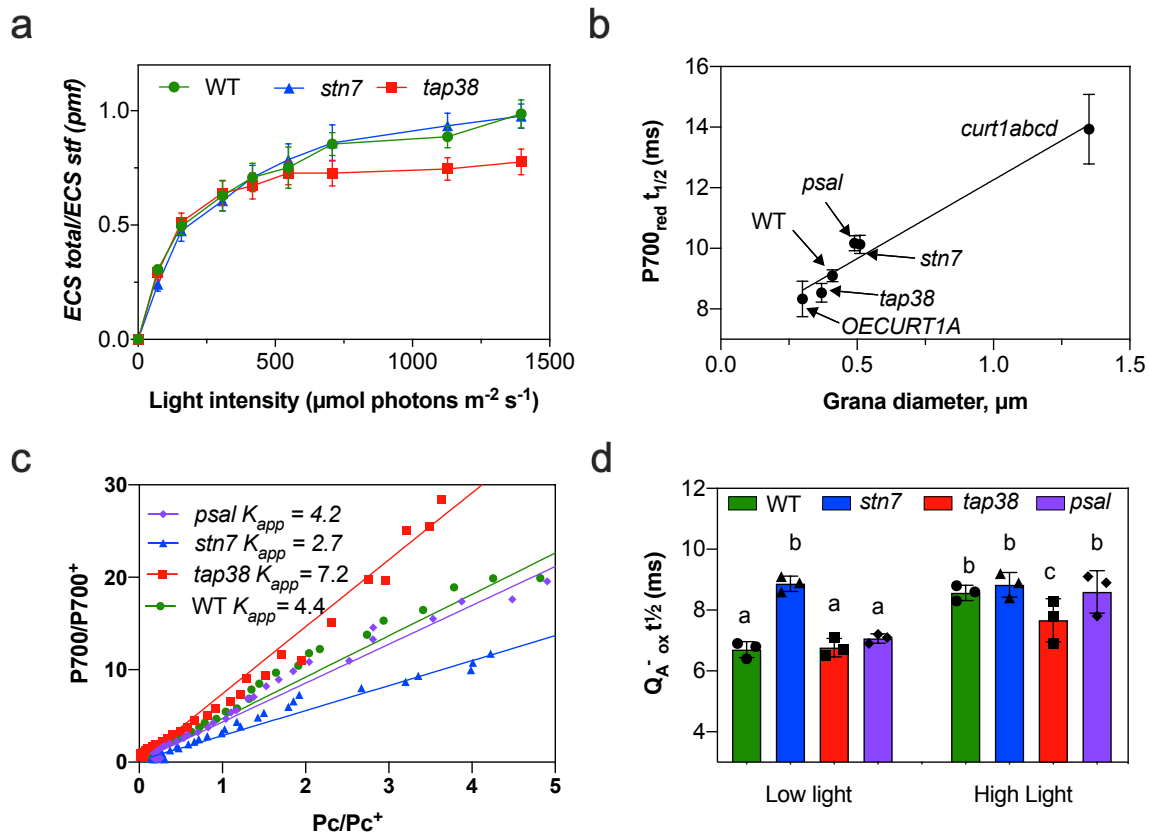 a
WT
stn7
tap38
1.0
0.5
0.0
0
500
1000
1500
ECS total/ECS stf (pmf)
Light intensity (µmol photons m-2 s-1)
b
16
14
12
10
8
0.0
0.5
1.0
1.5
P700red t1/2 (ms)
Grana diameter, µm
curt1abcd
psal
WT
stn7
tap38
OECURT1A
c
30
20
10
0
0
1
2
3
4
5
P700/P700+
Pc/Pc+
psal Kapp = 4.2
stn7 Kapp = 2.7
tap38 Kapp = 7.2
WT Kapp = 4.4
d
WT
stn7
tap38
psal
12
10
8
6
4
QA- ox t½ (ms)
a
b
a
a
b
b
c
b
Low light
High Light